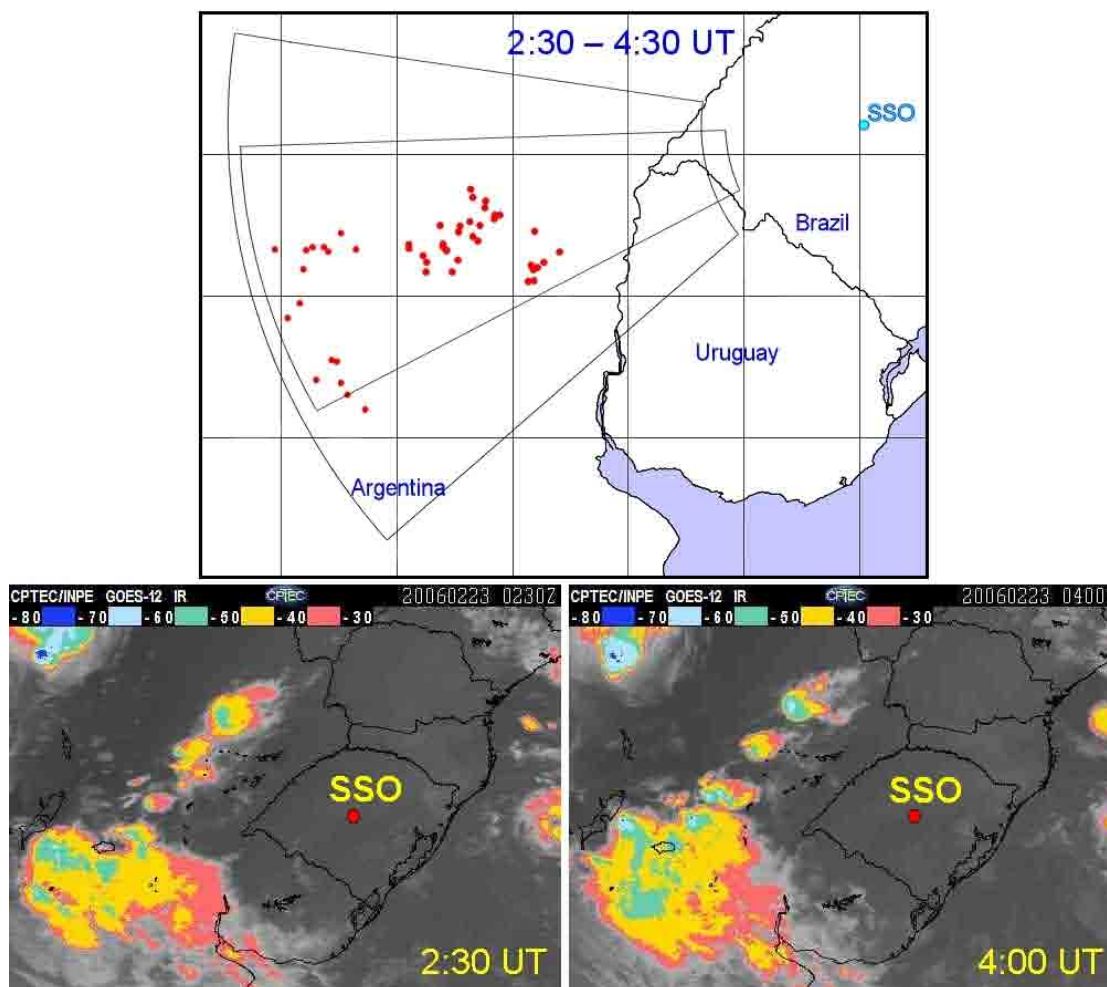 2:30 – 4:30 UT
SSO
Brazil
Uruguay
Argentina
CPTEC/INPE GOES-12 IR CPTEC 20060223 0230Z
-80 -70 -60 -50 -40 -30
SSO
2:30 UT
CPTEC/INPE GOES-12 IR CPTEC 20060223 0400
-80 -70 -60 -50 -40 -30
SSO
4:00 UT